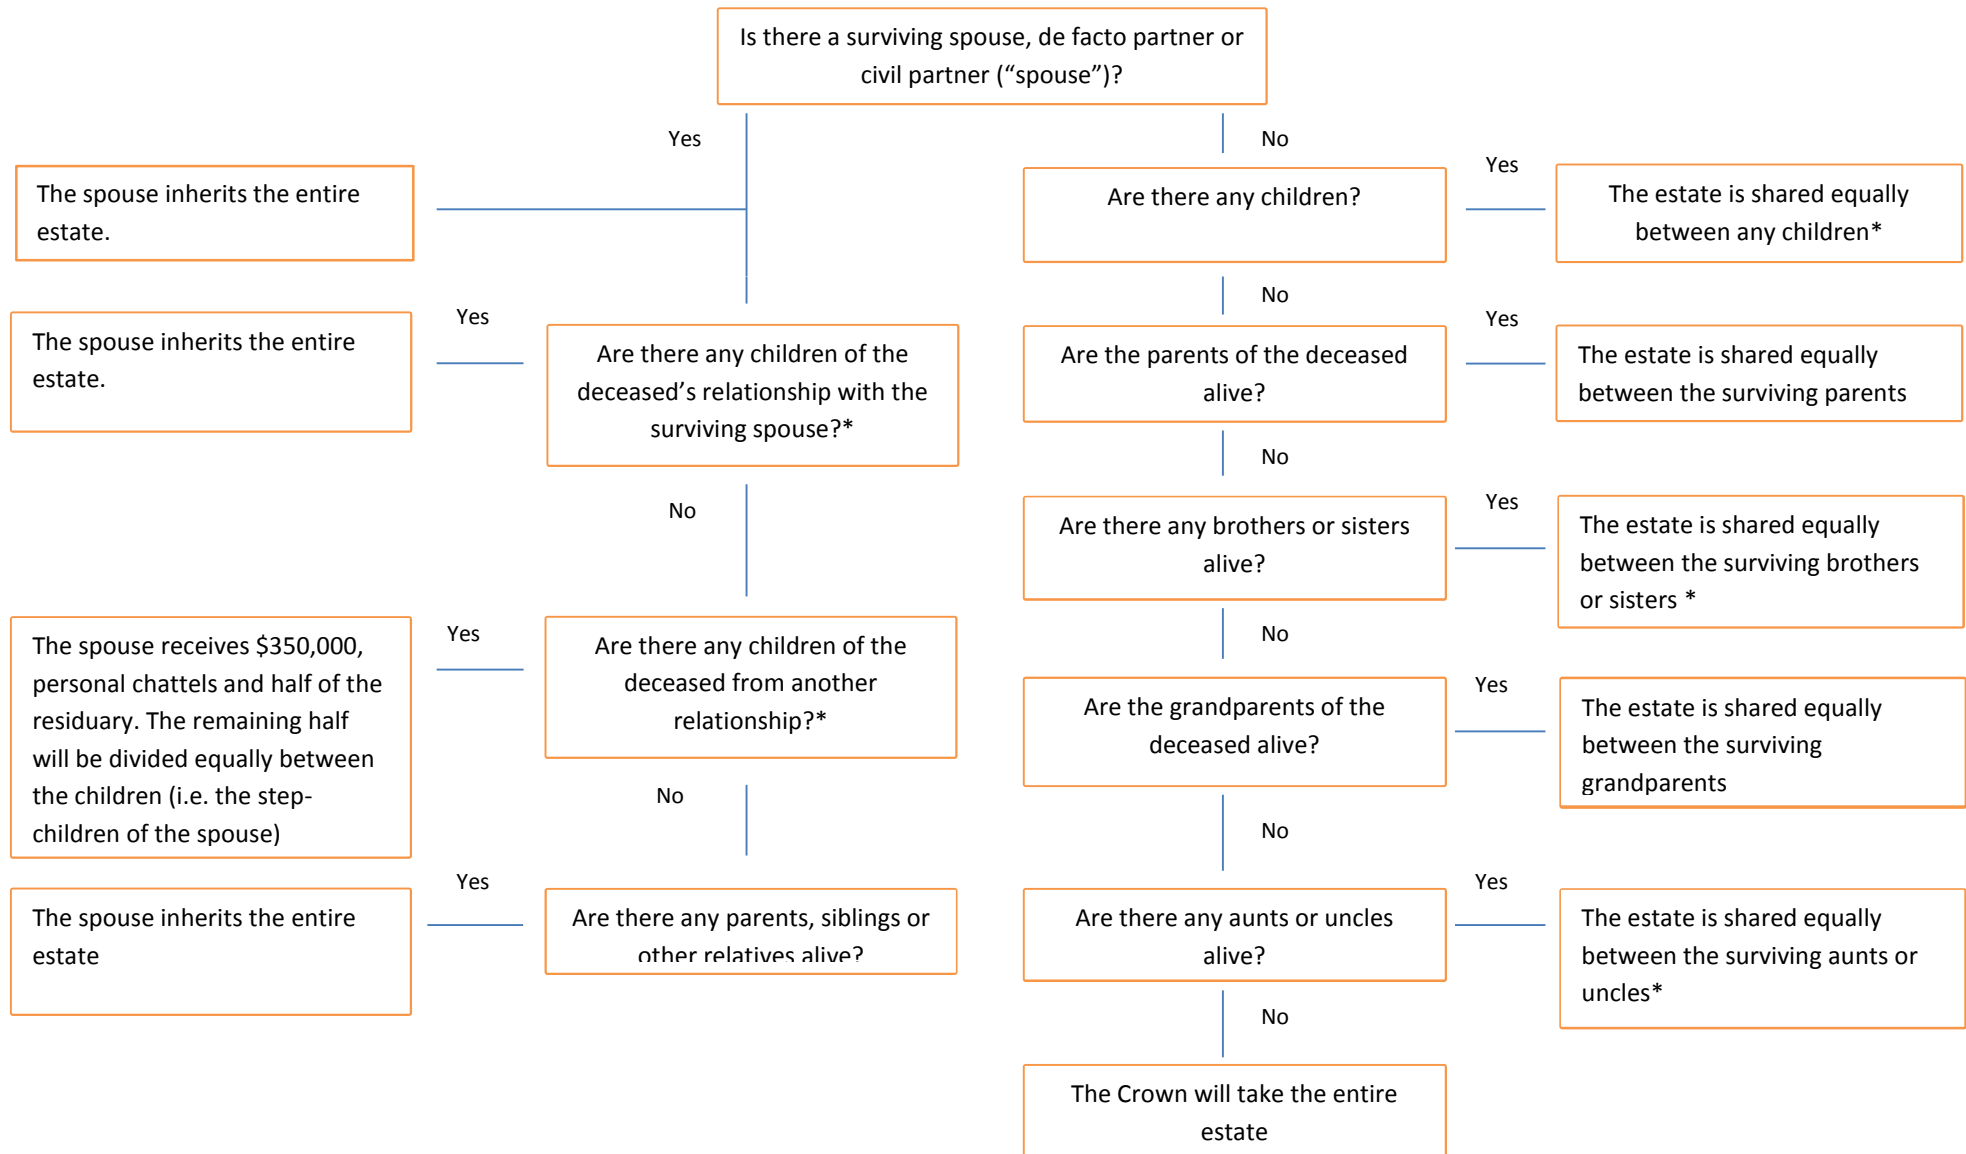 Is there a surviving spouse, de facto partner or
civil partner (“spouse”)?
Yes
No
The spouse inherits the entire
estate.
Are there any children?
Yes
The estate is shared equally
between any children*
No
The spouse inherits the entire
estate.
Yes
Are there any children of the
deceased’s relationship with the
surviving spouse?*
Are the parents of the deceased
alive?
Yes
The estate is shared equally
between the surviving parents
No
No
Are there any brothers or sisters
alive?
Yes
The estate is shared equally
between the surviving brothers
or sisters *
No
The spouse receives $350,000,
personal chattels and half of the
residuary. The remaining half
will be divided equally between
the children (i.e. the step-
children of the spouse)
Yes
Are there any children of the
deceased from another
relationship?*
Are the grandparents of the
deceased alive?
Yes
The estate is shared equally
between the surviving
grandparents
No
No
The spouse inherits the entire
estate
Yes
Are there any parents, siblings or
other relatives alive?
Are there any aunts or uncles
alive?
Yes
The estate is shared equally
between the surviving aunts or
uncles*
No
The Crown will take the entire
estate